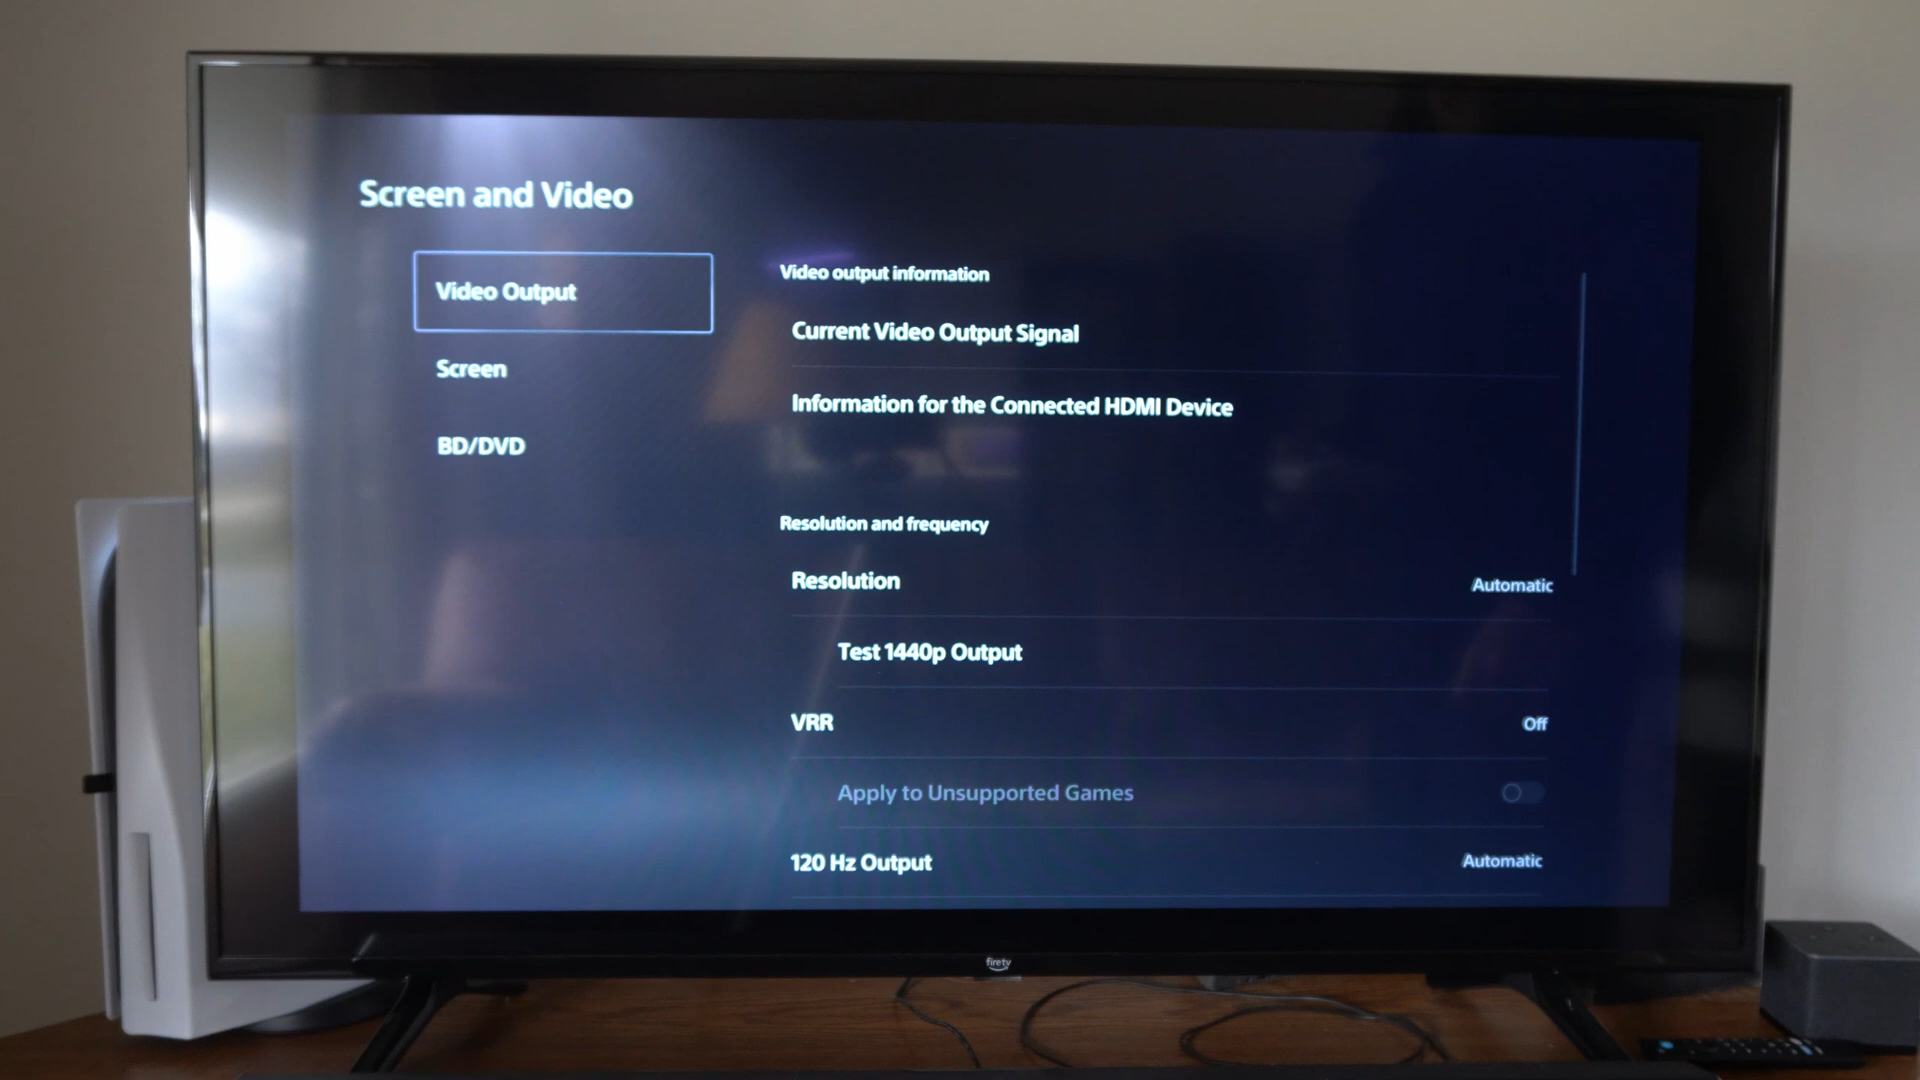 Screen and Video
Video Output
Screen
BD/DVD
Video output information
Current Video Output Signal
Information for the Connected HDMI Device
Resolution and frequency
Resolution
Automatic
Test 1440p Output
VRR
Off
Apply to Unsupported Games
120 Hz Output
Automatic
firetv